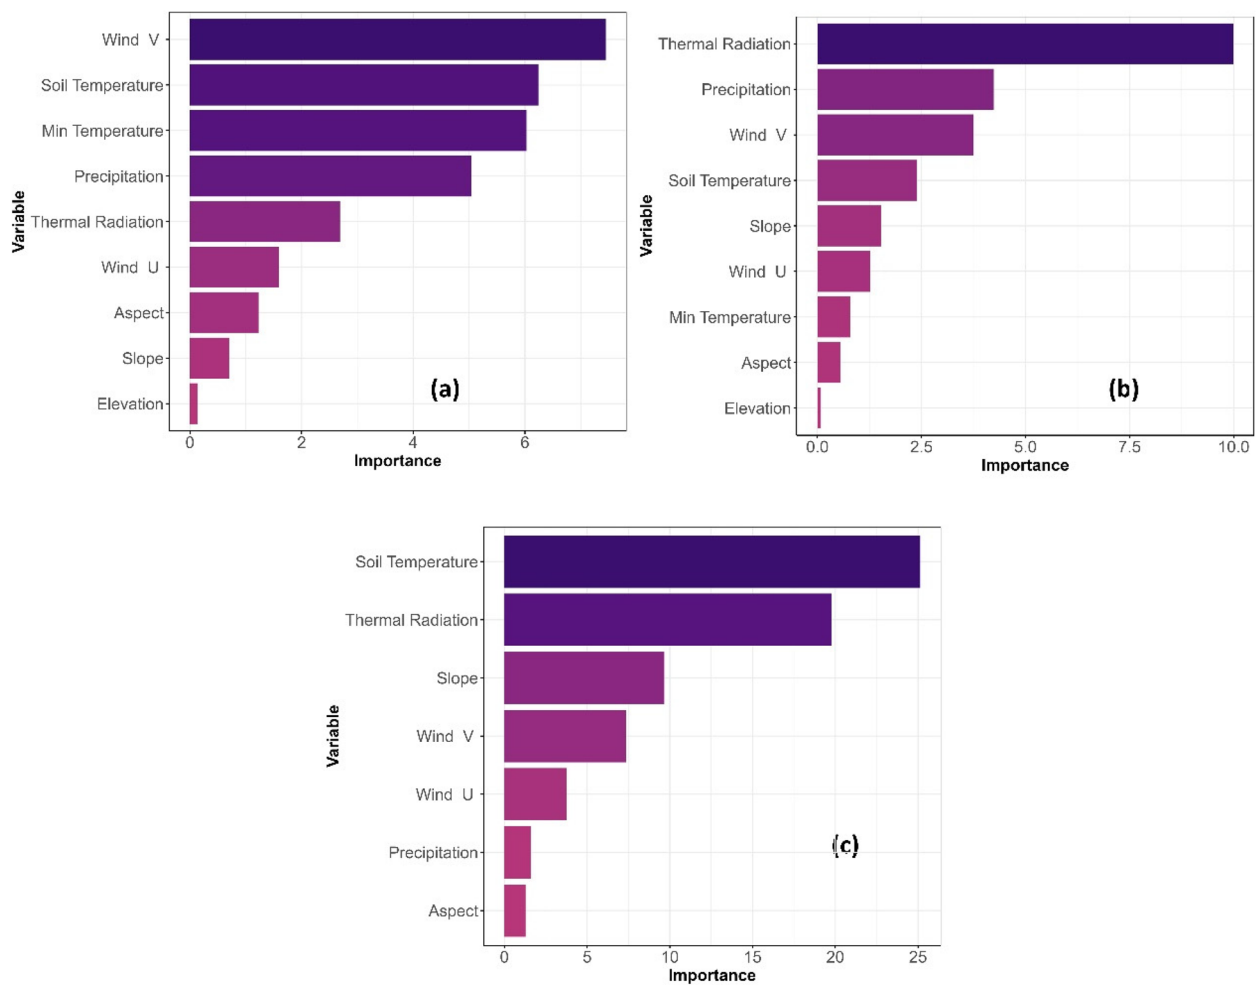 Wind V
Soil Temperature
Min Temperature
Precipitation
Thermal Radiation
Wind U
Aspect
Slope
Elevation
Variable
(a)
0 2 4 6
Importance
Thermal Radiation
Precipitation
Wind V
Soil Temperature
Slope
Wind U
Min Temperature
Aspect
Elevation
Variable
(b)
0.0 2.5 5.0 7.5 10.0
Importance
Soil Temperature
Thermal Radiation
Slope
Wind V
Wind U
Precipitation
Aspect
Variable
(c)
0 5 10 15 20 25
Importance